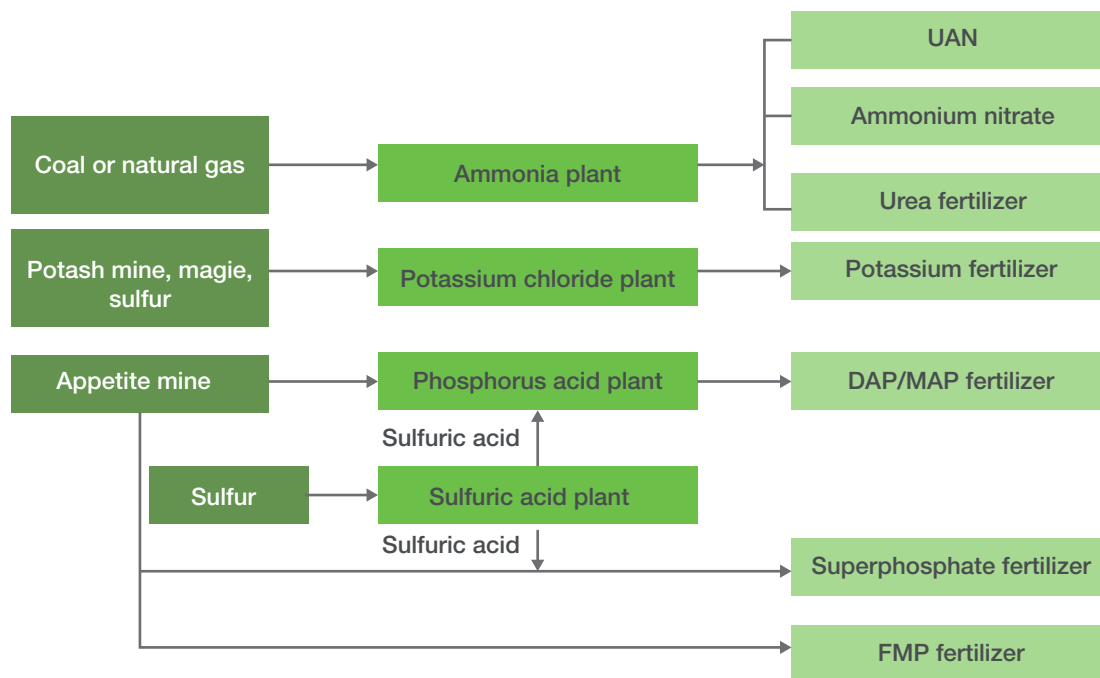 UAN
Ammonium nitrate
Coal or natural gas
Ammonia plant
Urea fertilizer
Potash mine, magie,
sulfur
Potassium chloride plant
Potassium fertilizer
Appetite mine
Phosphorus acid plant
DAP/MAP fertilizer
Sulfuric acid
Sulfur
Sulfuric acid plant
Sulfuric acid
Superphosphate fertilizer
FMP fertilizer